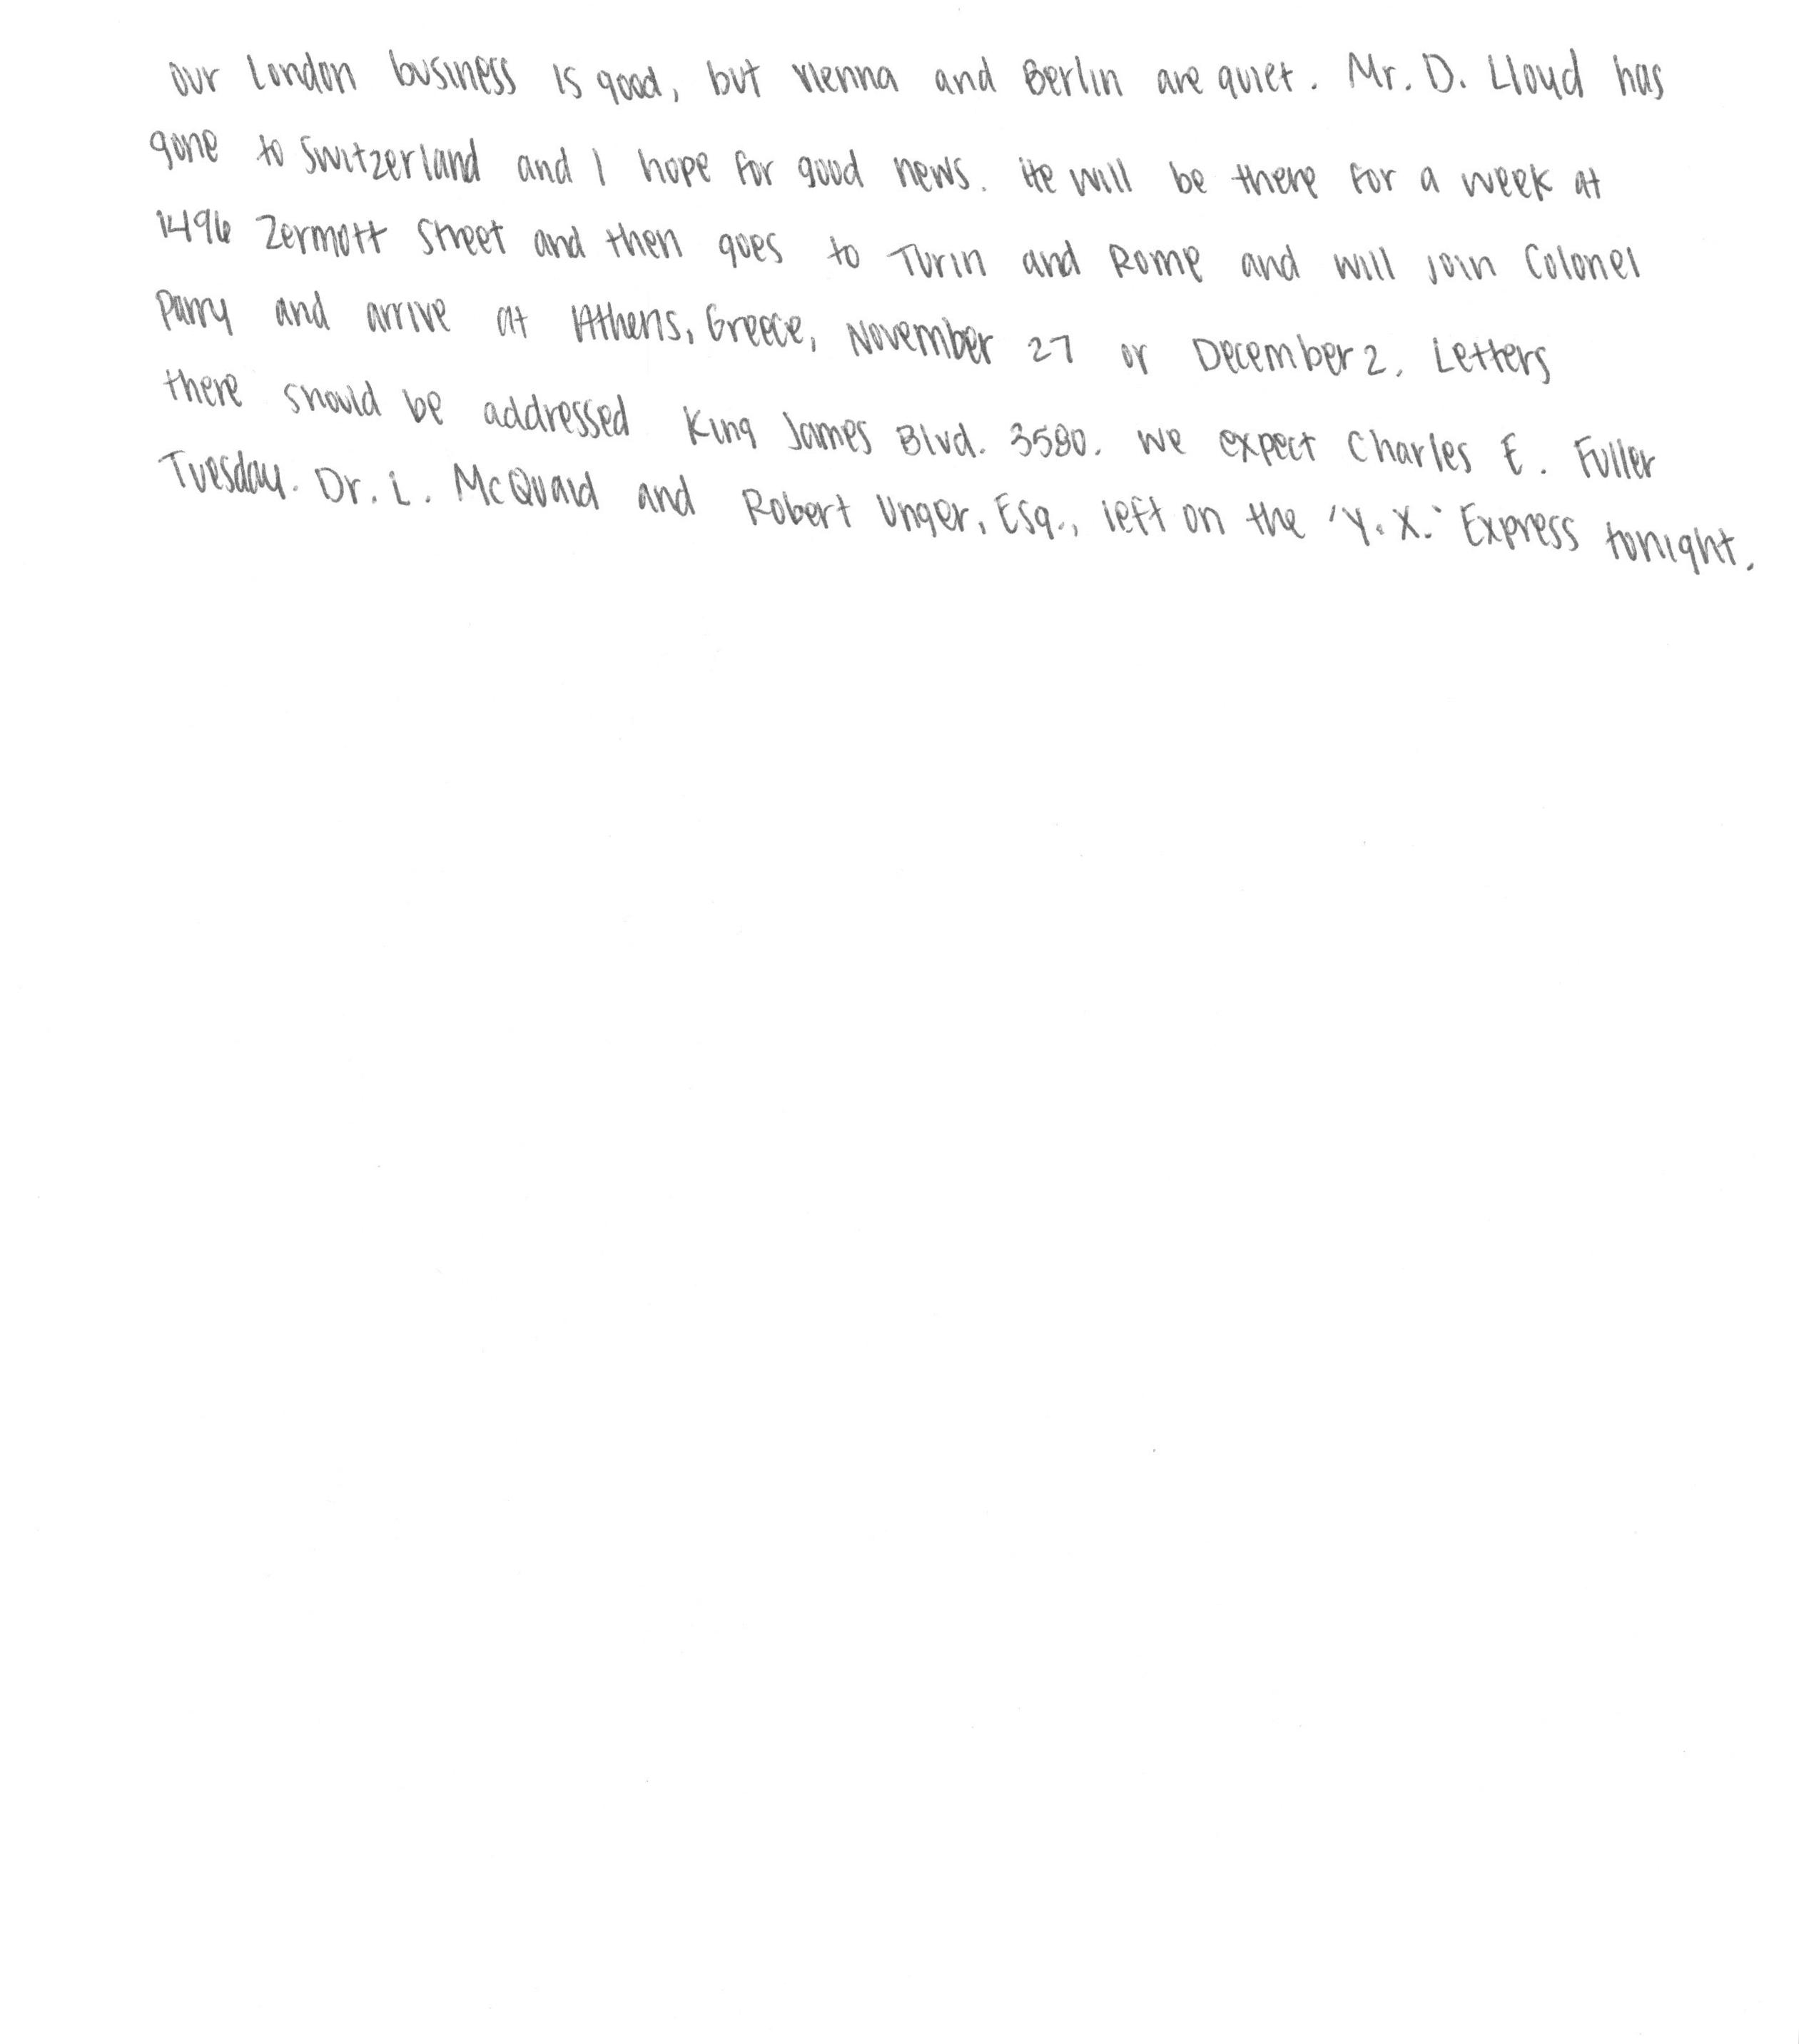 Our London business is good, but Vienna and Berlin are quiet. Mr. D. Lloyd has
gone to Switzerland and I hope for good news. He will be there for a week at
1496 Zermott Street and then goes to Turin and Rome and will join Colonel
Parry and arrive at Athens, Greece, November 27 or December 2. Letters
there should be addressed King James Blvd. 3580. We expect Charles E. Fuller
Tuesday. Dr. L. McQuaid and Robert Unger, Esq., left on the 'Y.X.' Express tonight.